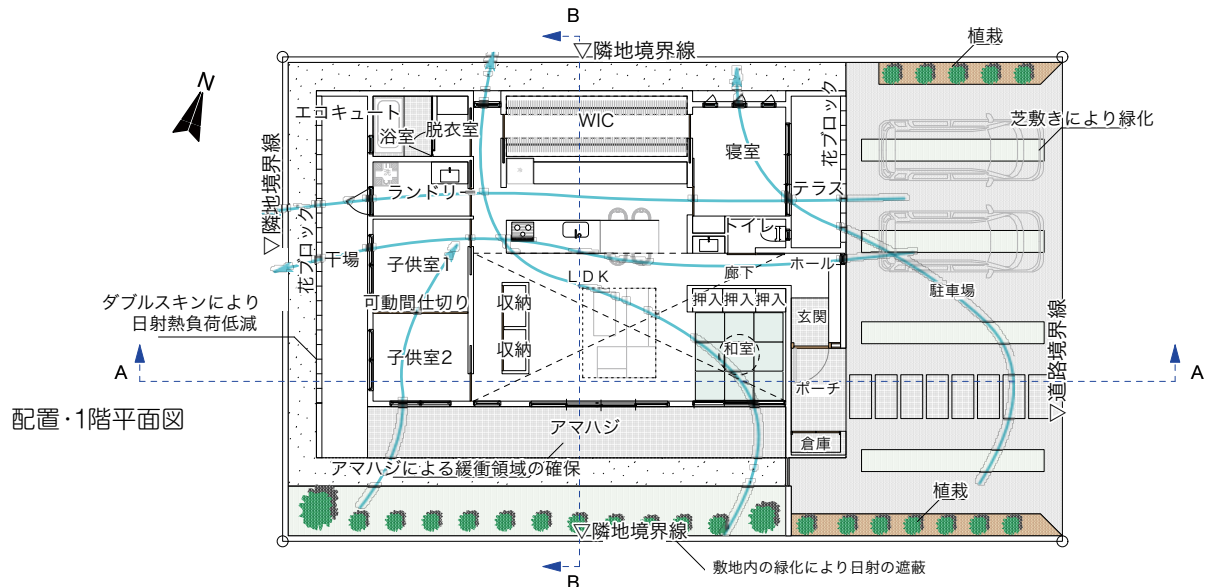 B
▽隣地境界線
植栽
N
エコキュート
浴室
脱衣室
WIC
寝室
花ブロック
芝敷きにより緑化
▽隣地境界線
ランドリー
テラス
トイレ
花ブロック
干場
子供室1
LDK
廊下
ホール
駐車場
ダブルスキンにより
日射熱負荷低減
可動間仕切り
収納
押入
押入
押入
玄関
収納
子供室2
和室
A
A
ポーチ
▽道路境界線
配置・1階平面図
アマハジ
倉庫
アマハジによる緩衝領域の確保
植栽
▽隣地境界線
敷地内の緑化により日射の遮蔽
B